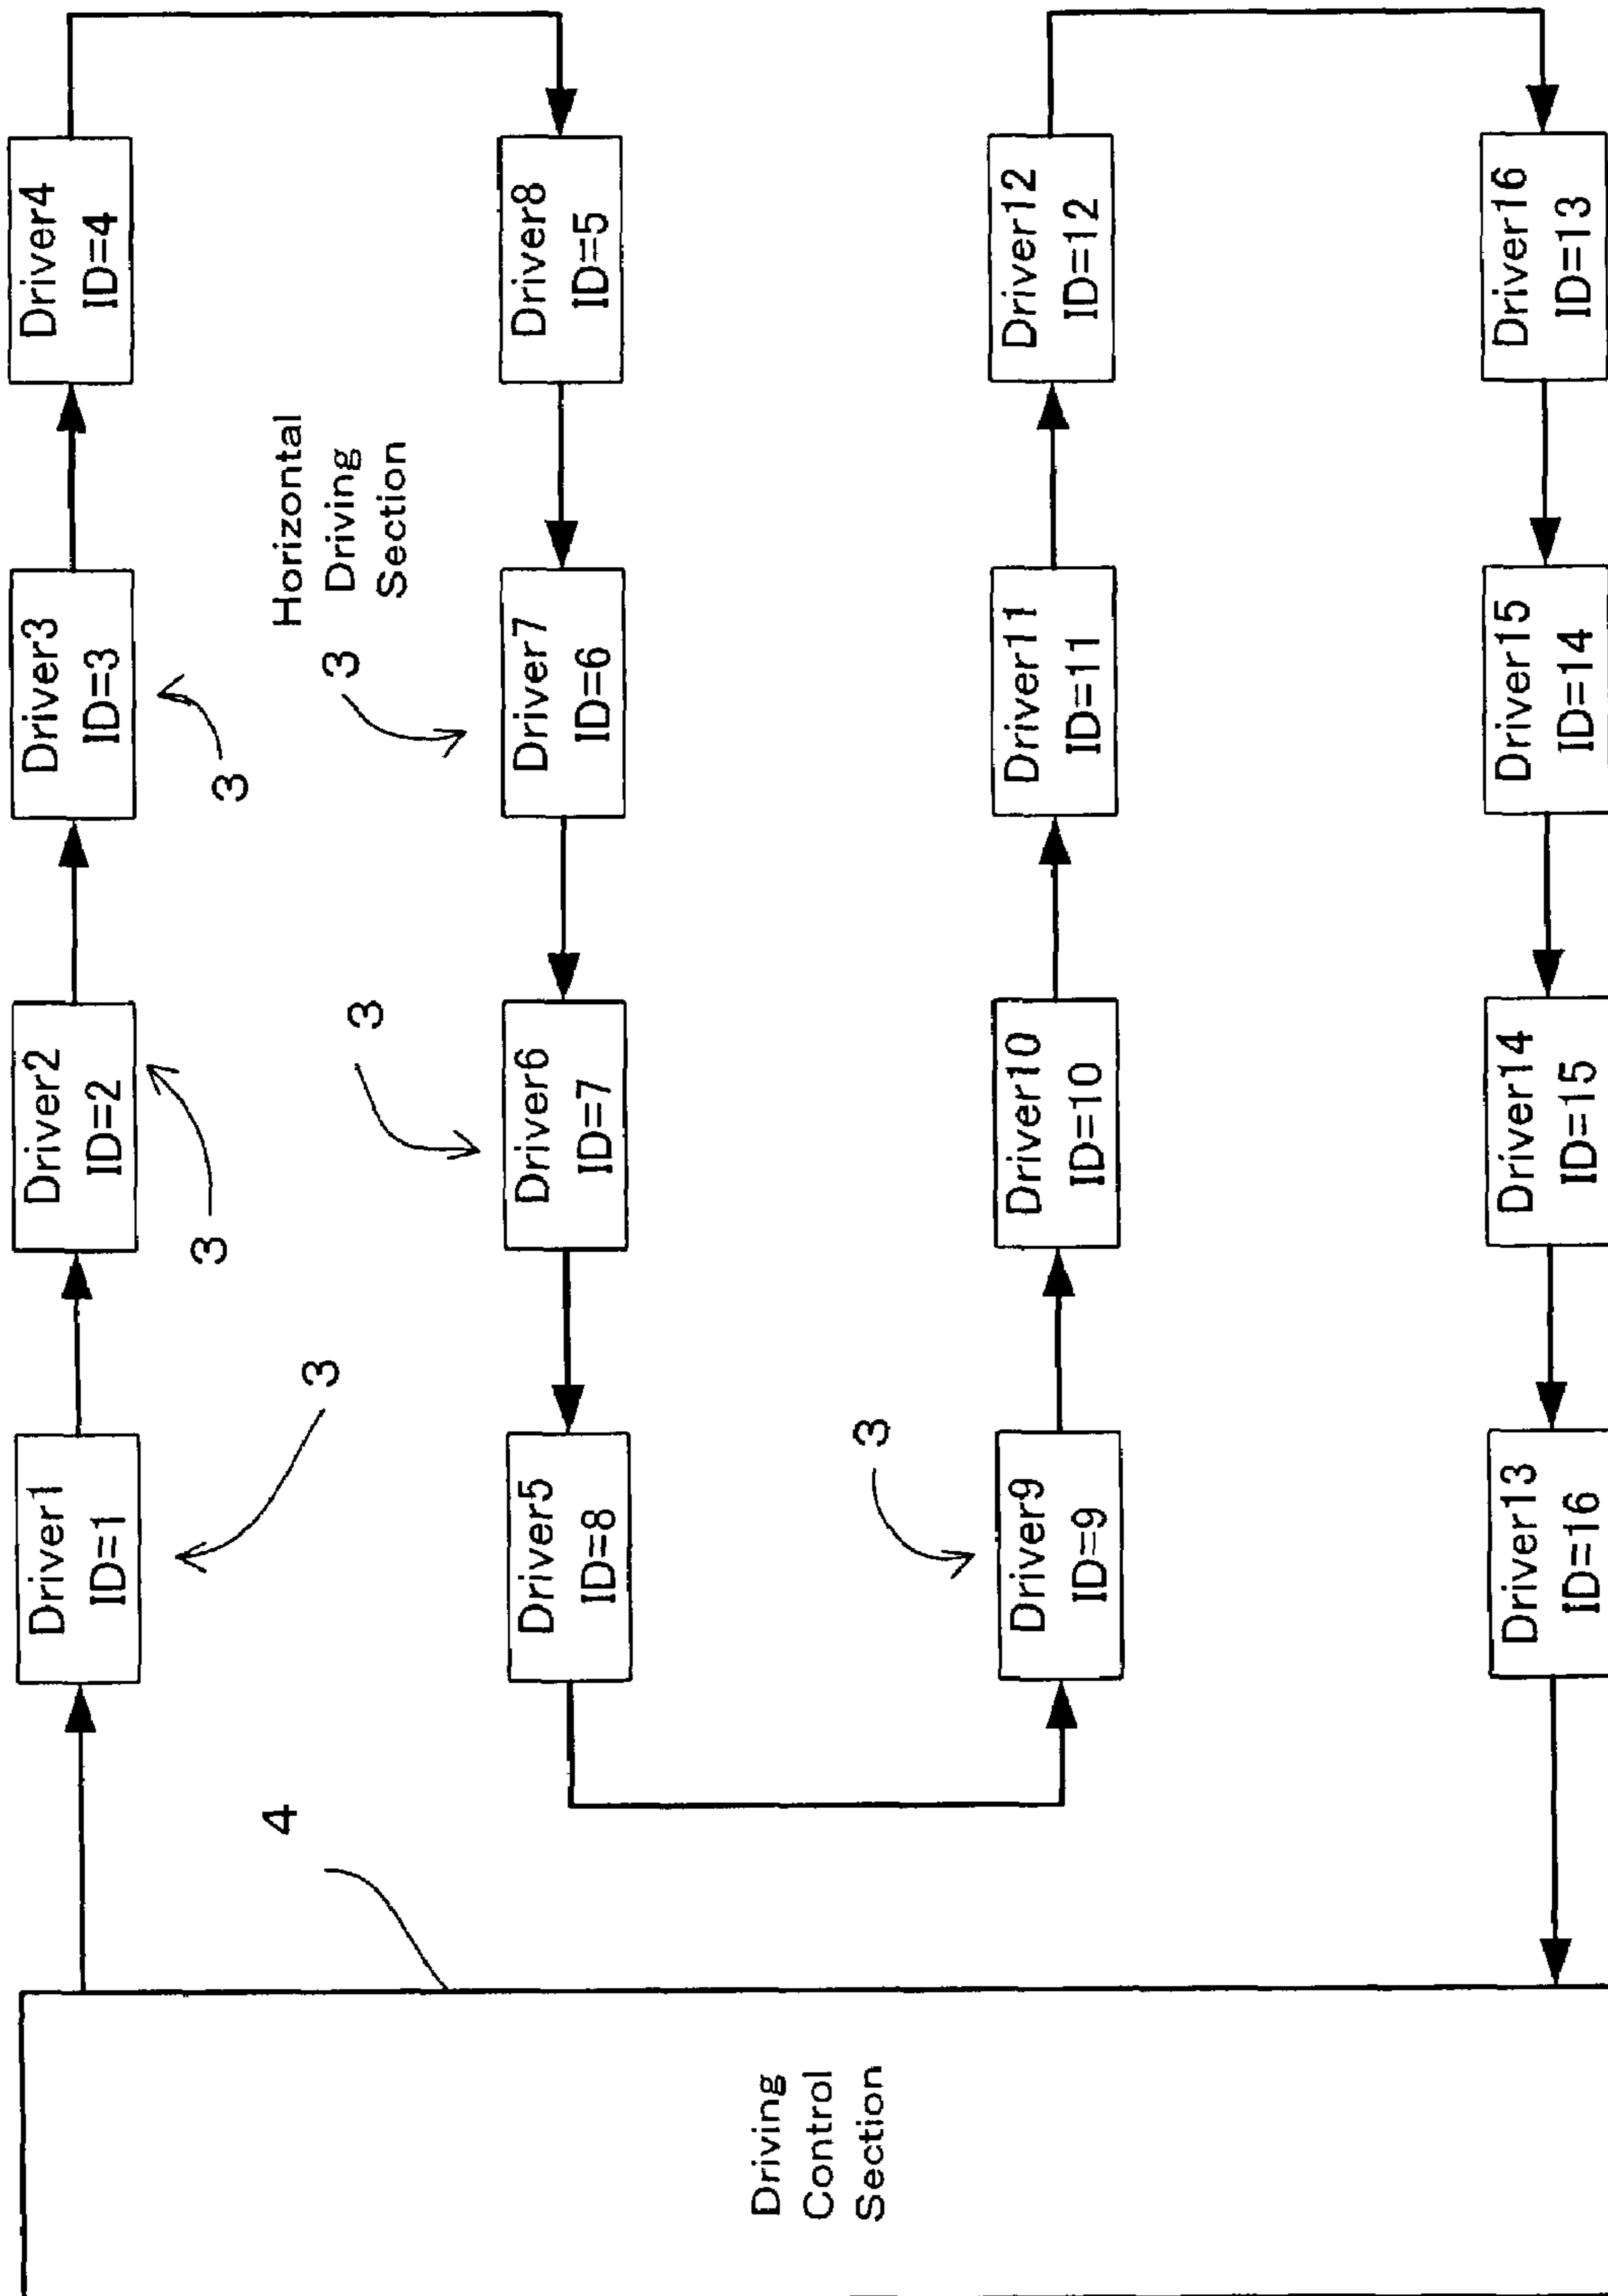 Driving
Control
Section
4
Driver1
ID=1
3
Driver2
ID=2
3
Driver3
ID=3
3
Driver4
ID=4
Horizontal
Driving
Section
3
Driver5
ID=8
Driver6
ID=7
3
Driver7
ID=6
Driver8
ID=5
3
Driver9
ID=9
Driver10
ID=10
Driver11
ID=11
Driver12
ID=12
Driver13
ID=16
Driver14
ID=15
Driver15
ID=14
Driver16
ID=13